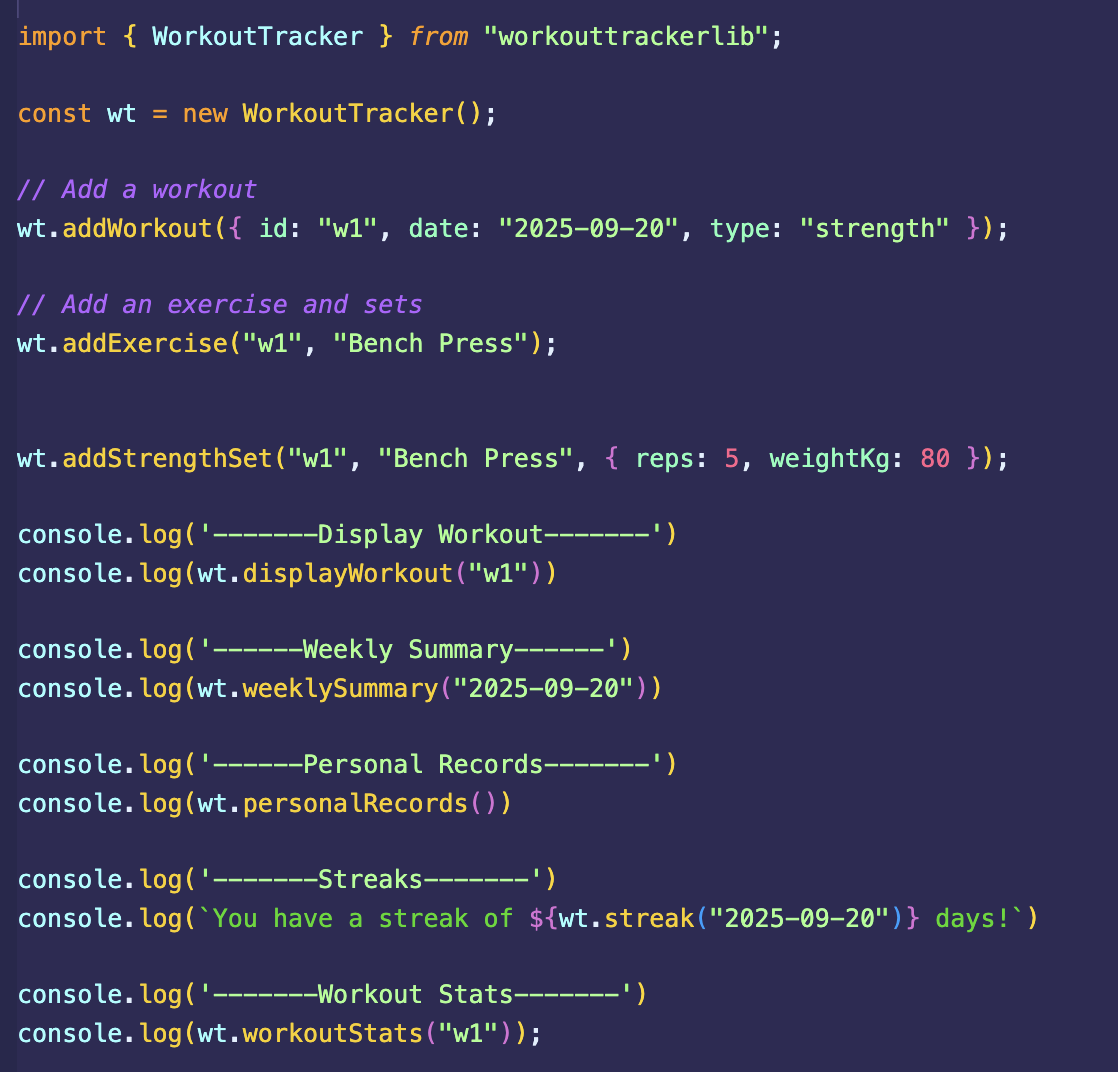 import { WorkoutTracker } from "workouttrackerlib";
const wt = new WorkoutTracker();
// Add a workout
wt.addWorkout({ id: "w1", date: "2025-09-20", type: "strength" });
// Add an exercise and sets
wt.addExercise("w1", "Bench Press");
wt.addStrengthSet("w1", "Bench Press", { reps: 5, weightKg: 80 });
console.log('-------Display Workout-------')
console.log(wt.displayWorkout("w1"))
console.log('------Weekly Summary------')
console.log(wt.weeklySummary("2025-09-20"))
console.log('------Personal Records-------')
console.log(wt.personalRecords())
console.log('-------Streaks-------')
console.log(`You have a streak of ${wt.streak("2025-09-20")} days!`)
console.log('-------Workout Stats-------')
console.log(wt.workoutStats("w1"));